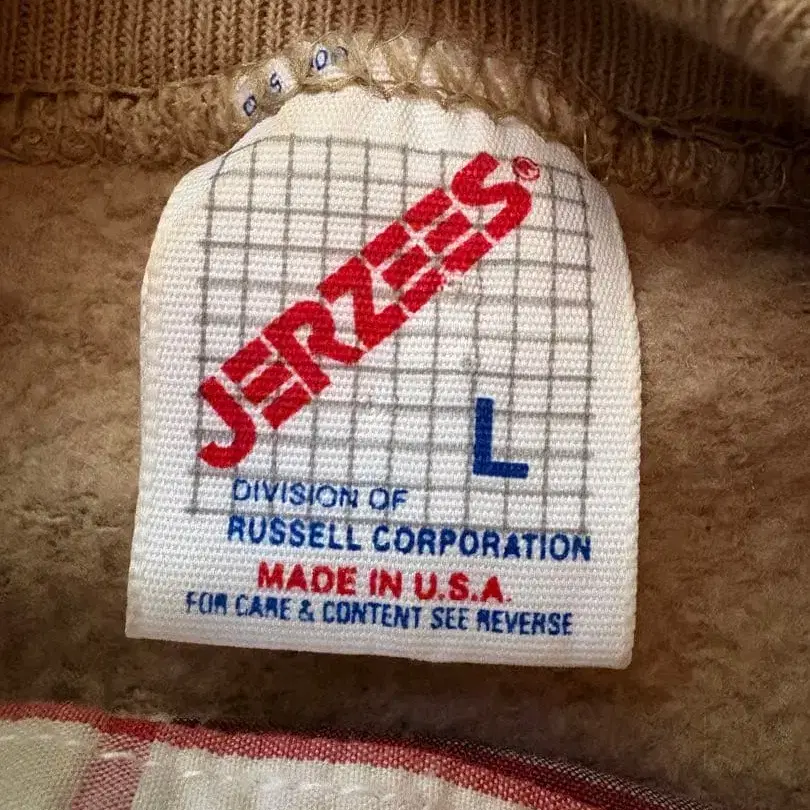 JERZEES®
L
DIVISION OF
RUSSELL CORPORATION
MADE IN U.S.A.
FOR CARE & CONTENT SEE REVERSE